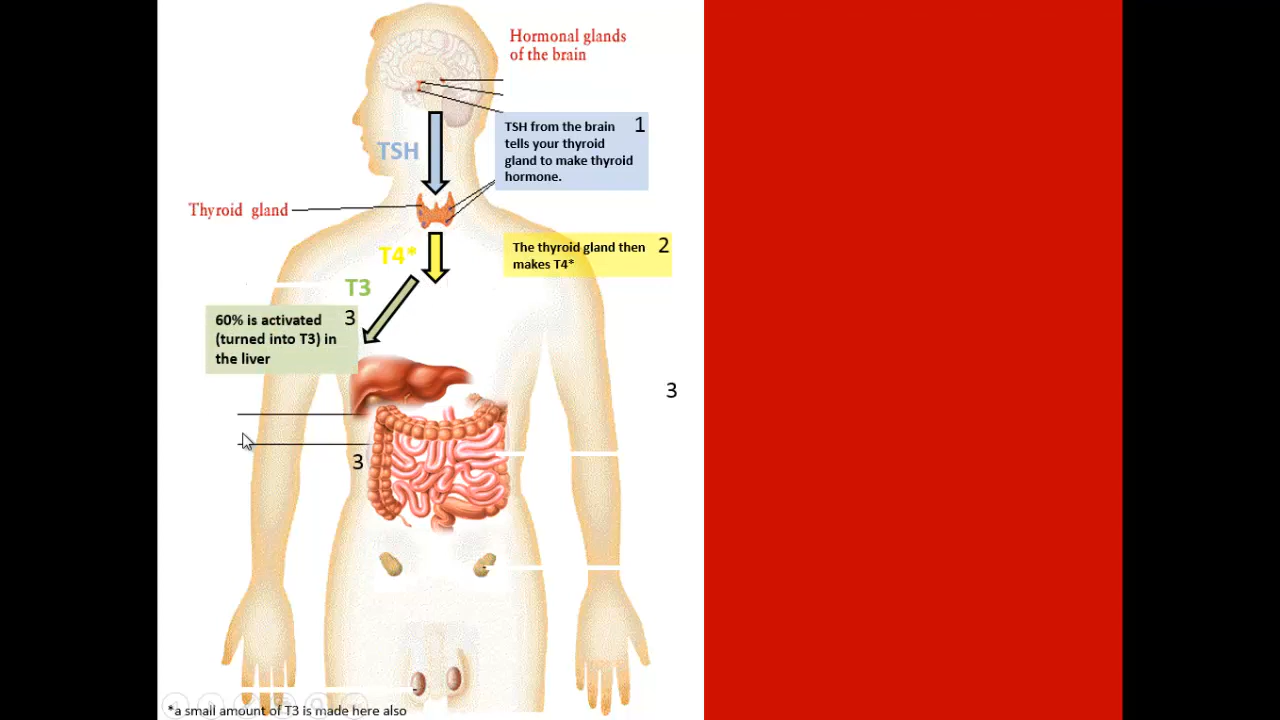 Hormonal glands
of the brain
TSH from the brain 1
tells your thyroid
gland to make thyroid
hormone.
TSH
Thyroid gland
The thyroid gland then 2
makes T4*
T4*
T3
60% is activated 3
(turned into T3) in
the liver
3
3
*a small amount of T3 is made here also